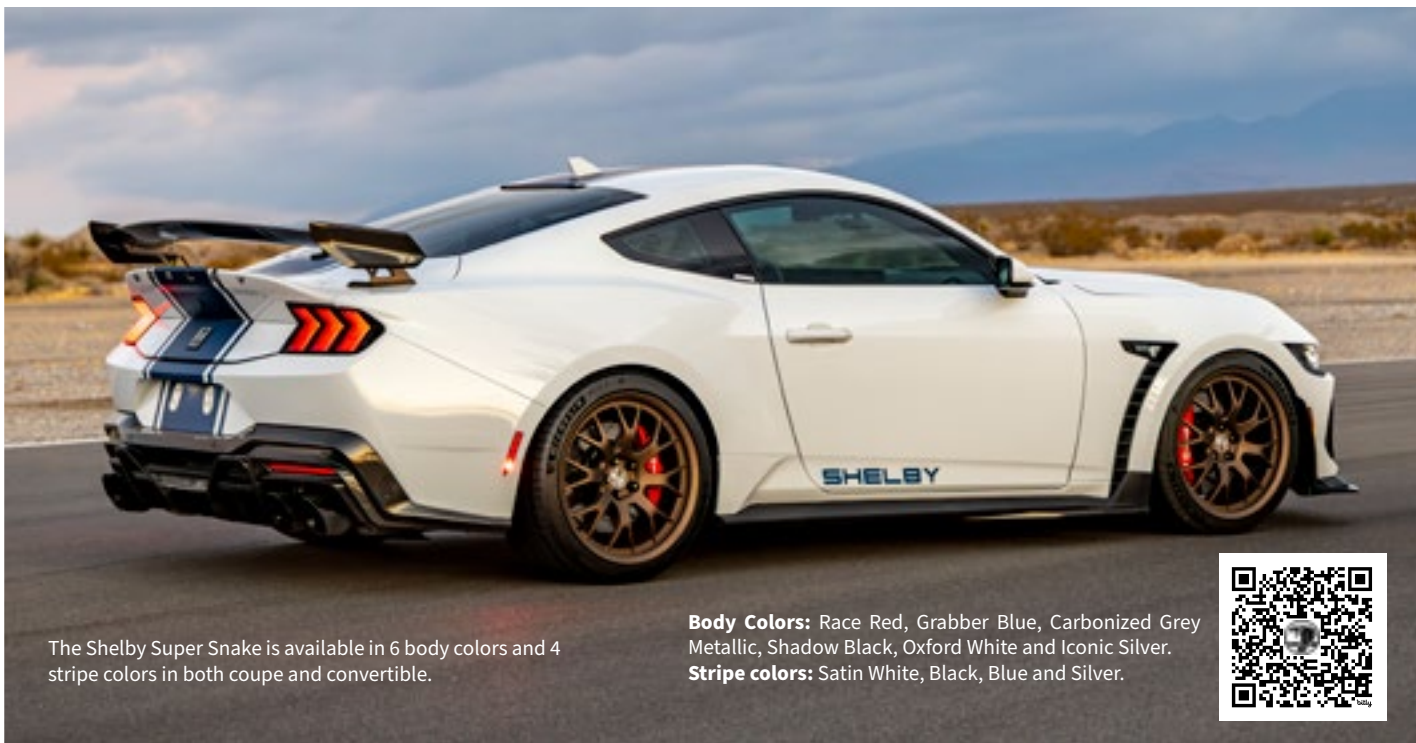 SHELBY
The Shelby Super Snake is available in 6 body colors and 4
stripe colors in both coupe and convertible.
Body Colors: Race Red, Grabber Blue, Carbonized Grey
Metallic, Shadow Black, Oxford White and Iconic Silver.
Stripe colors: Satin White, Black, Blue and Silver.
bitly